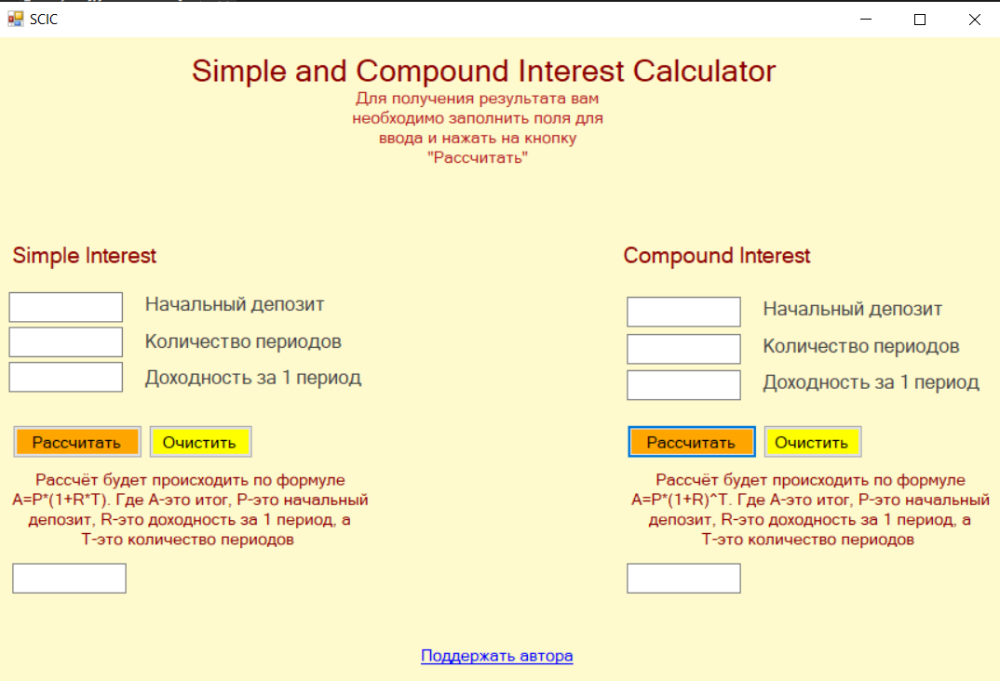 SCIC
Simple and Compound Interest Calculator
Для получения результата вам
необходимо заполнить поля для
ввода и нажать на кнопку
"Рассчитать"
Simple Interest
Начальный депозит
Количество периодов
Доходность за 1 период
Рассчитать
Очистить
Рассчёт будет происходить по формуле
A=P*(1+R*T). Где A-это итог, P-это начальный
депозит, R-это доходность за 1 период, а
T-это количество периодов
Compound Interest
Начальный депозит
Количество периодов
Доходность за 1 период
Рассчитать
Очистить
Рассчёт будет происходить по формуле
A=P*(1+R)^T. Где A-это итог, P-это начальный
депозит, R-это доходность за 1 период, а
T-это количество периодов
Поддержать автора